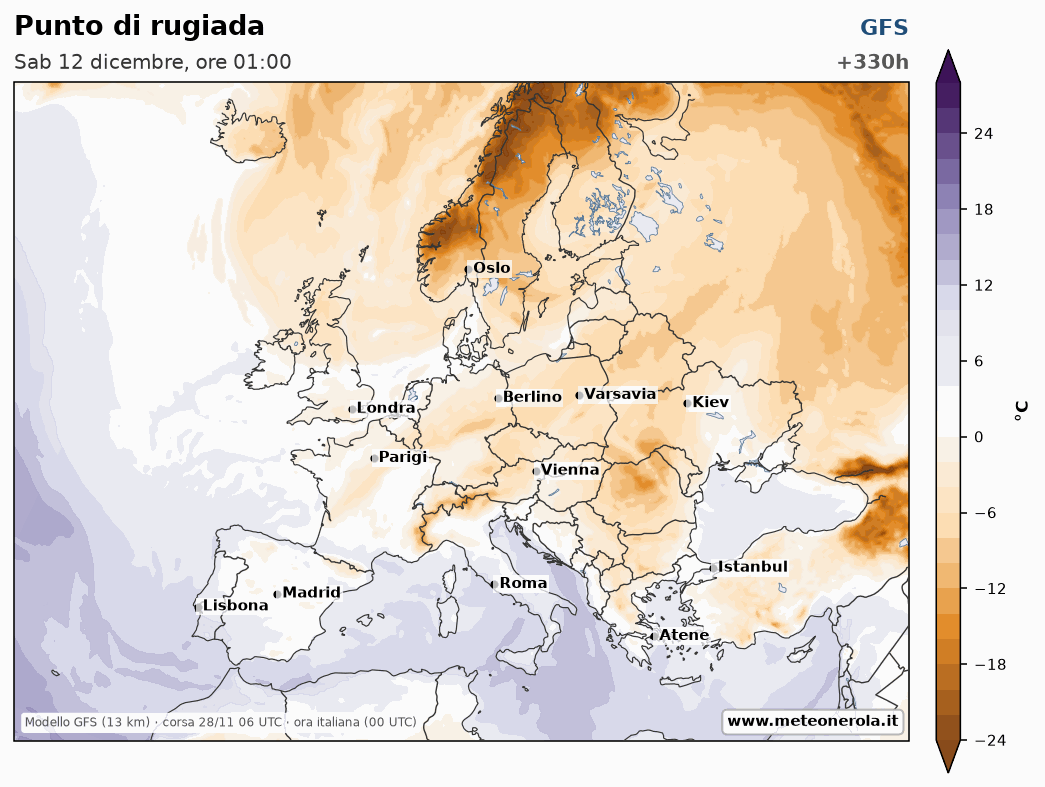 Punto di rugiada
GFS
Sab 12 dicembre, ore 01:00
+330h
Oslo
Berlino
Varsavia
Kiev
Londra
Parigi
Vienna
Istanbul
Roma
Madrid
Lisbona
Atene
24
18
12
6
0
−6
−12
−18
−24
°C
Modello GFS (13 km) · corsa 28/11 06 UTC · ora italiana (00 UTC)
www.meteonerola.it